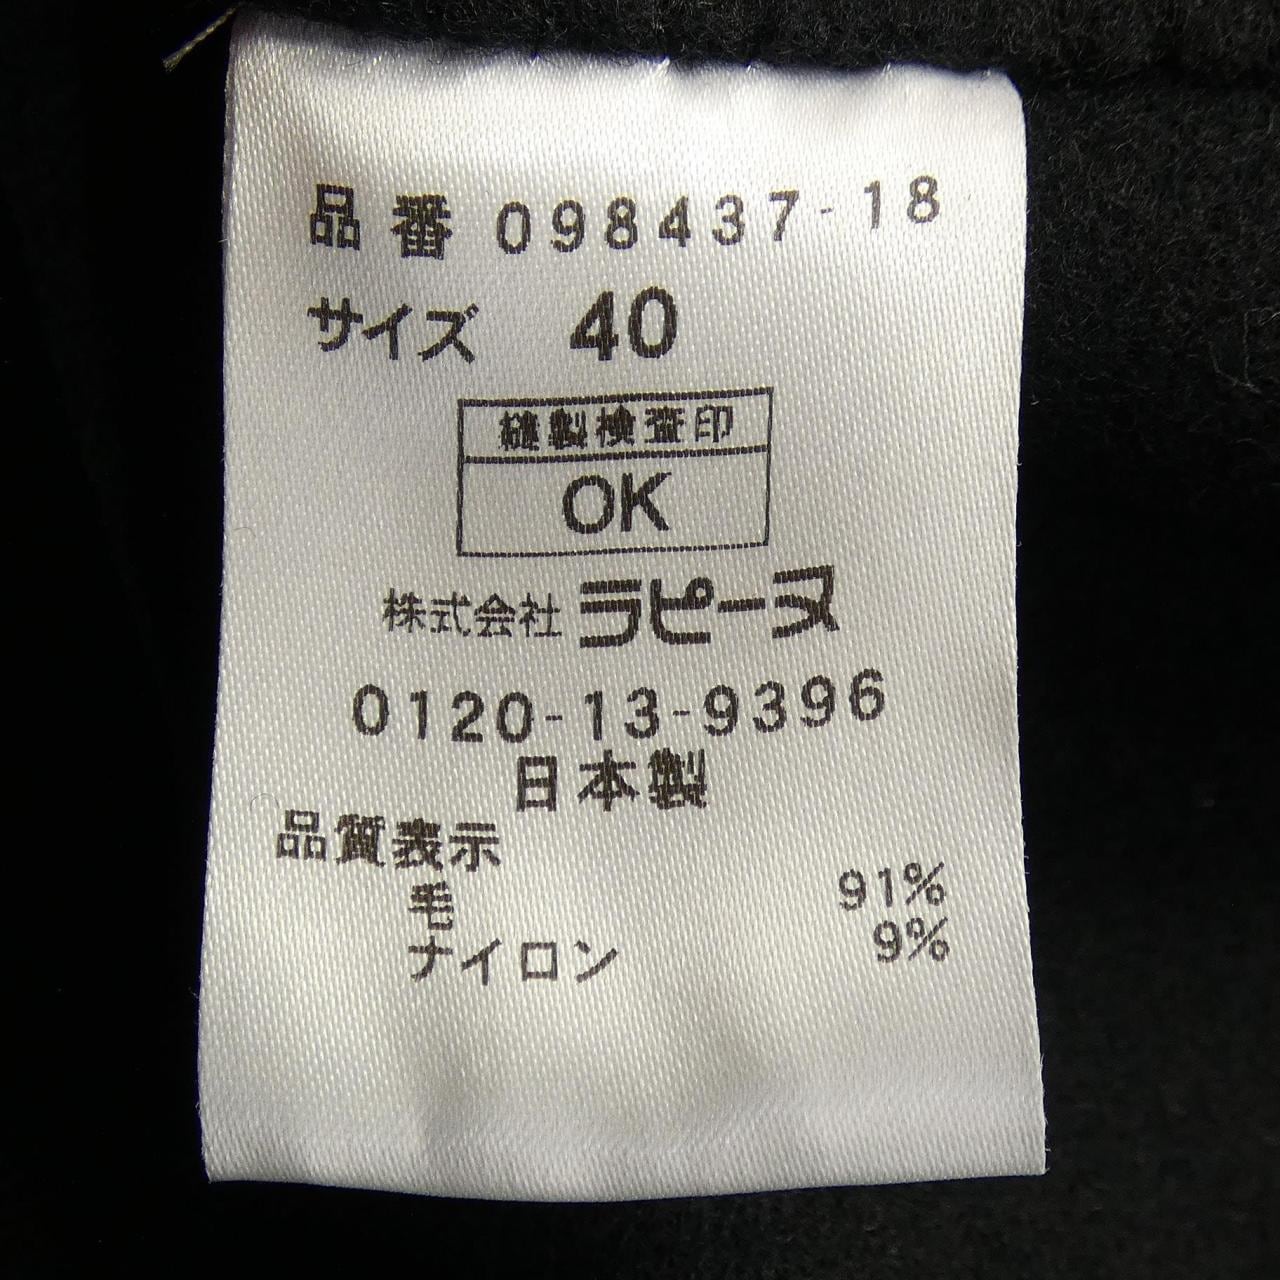 品番 098437-18
サイズ 40
縫製検査印
OK
株式会社 ラピーヌ
0120-13-9396
日本製
品質表示
毛 91%
ナイロン 9%